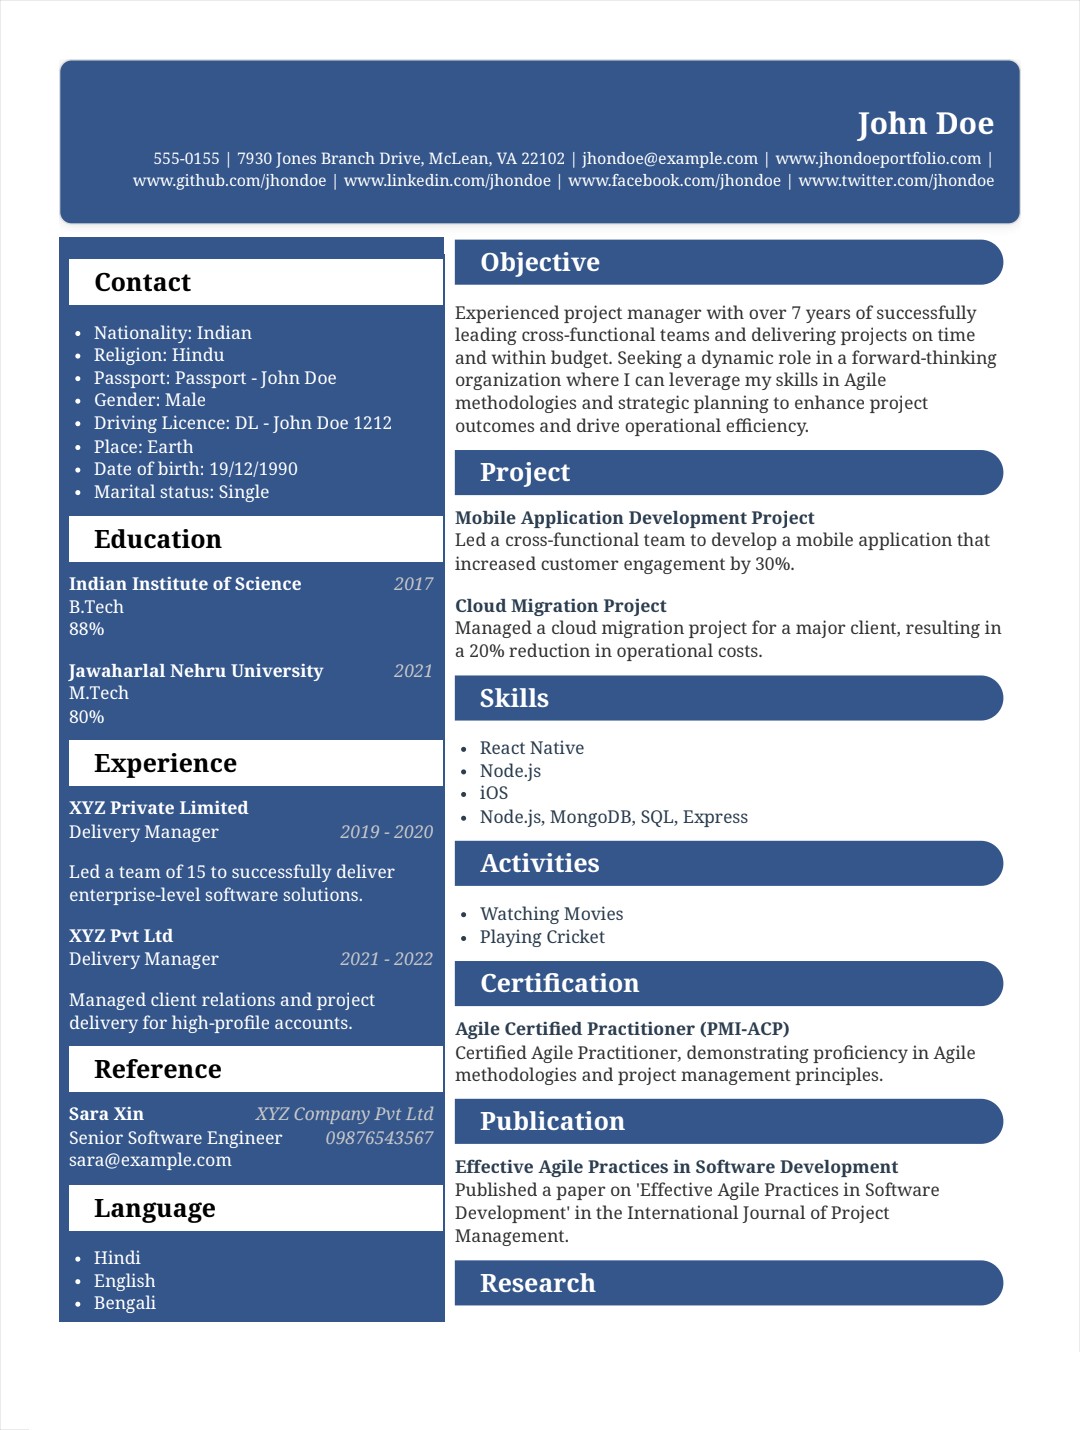 John Doe
555-0155 | 7930 Jones Branch Drive, McLean, VA 22102 | jhondoe@example.com | www.jhondoeportfolio.com |
www.github.com/jhondoe | www.linkedin.com/jhondoe | www.facebook.com/jhondoe | www.twitter.com/jhondoe
Contact
• Nationality: Indian
• Religion: Hindu
• Passport: Passport - John Doe
• Gender: Male
• Driving Licence: DL - John Doe 1212
• Place: Earth
• Date of birth: 19/12/1990
• Marital status: Single
Education
Indian Institute of Science 2017
B.Tech
88%
Jawaharlal Nehru University 2021
M.Tech
80%
Experience
XYZ Private Limited
Delivery Manager 2019 - 2020
Led a team of 15 to successfully deliver
enterprise-level software solutions.
XYZ Pvt Ltd
Delivery Manager 2021 - 2022
Managed client relations and project
delivery for high-profile accounts.
Reference
Sara Xin XYZ Company Pvt Ltd
Senior Software Engineer 09876543567
sara@example.com
Language
• Hindi
• English
• Bengali
Objective
Experienced project manager with over 7 years of successfully
leading cross-functional teams and delivering projects on time
and within budget. Seeking a dynamic role in a forward-thinking
organization where I can leverage my skills in Agile
methodologies and strategic planning to enhance project
outcomes and drive operational efficiency.
Project
Mobile Application Development Project
Led a cross-functional team to develop a mobile application that
increased customer engagement by 30%.
Cloud Migration Project
Managed a cloud migration project for a major client, resulting in
a 20% reduction in operational costs.
Skills
• React Native
• Node.js
• iOS
• Node.js, MongoDB, SQL, Express
Activities
• Watching Movies
• Playing Cricket
Certification
Agile Certified Practitioner (PMI-ACP)
Certified Agile Practitioner, demonstrating proficiency in Agile
methodologies and project management principles.
Publication
Effective Agile Practices in Software Development
Published a paper on 'Effective Agile Practices in Software
Development' in the International Journal of Project
Management.
Research